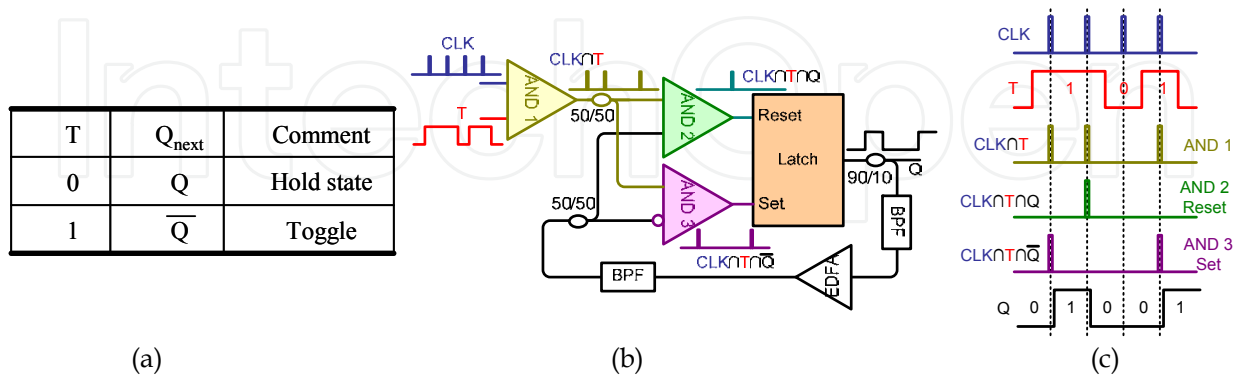 InTechOpen
T Q_next Comment
0 Q Hold state
1 Q̅ Toggle
(a)
CLK
T
AND 1
CLK∩T
50/50
AND 2
CLK∩T∩Q
50/50
AND 3
CLK∩T∩Q̅
Reset
Latch
Set
Q
90/10
BPF
EDFA
BPF
(b)
CLK
T 1 0 1
CLK∩T AND 1
CLK∩T∩Q AND 2
Reset
CLK∩T∩Q̅ AND 3
Set
Q 0 1 0 0 1
(c)